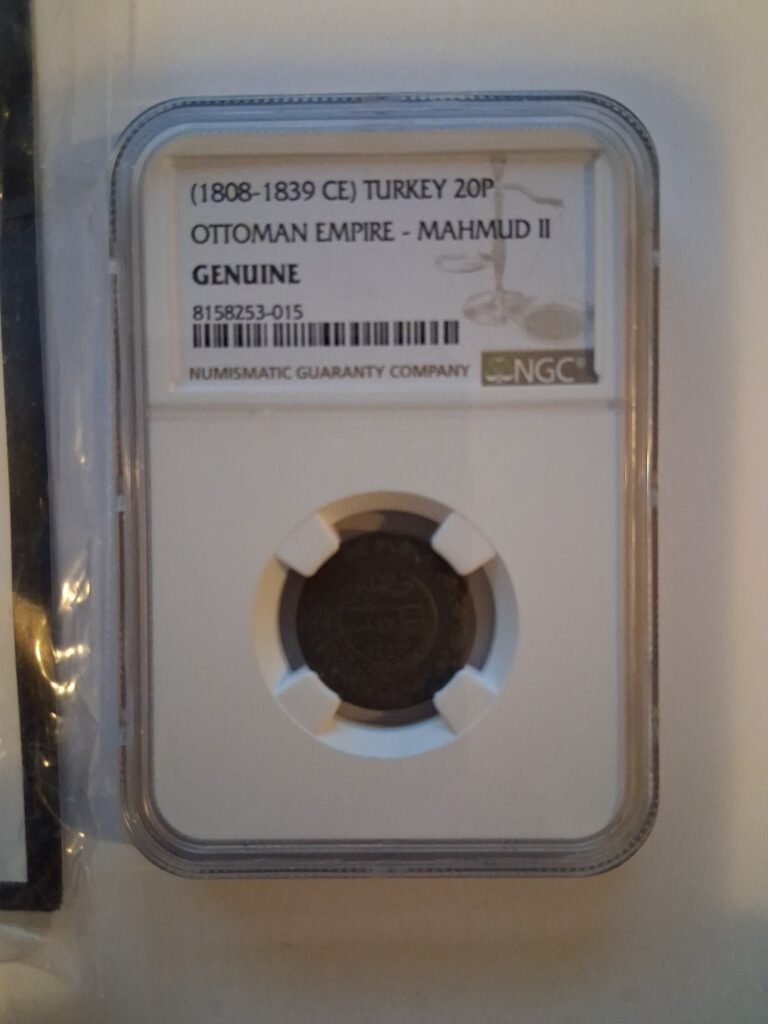 (1808-1839 CE) TURKEY 20P
OTTOMAN EMPIRE - MAHMUD II
GENUINE
8158253-015
NUMISMATIC GUARANTY COMPANY
NGC®